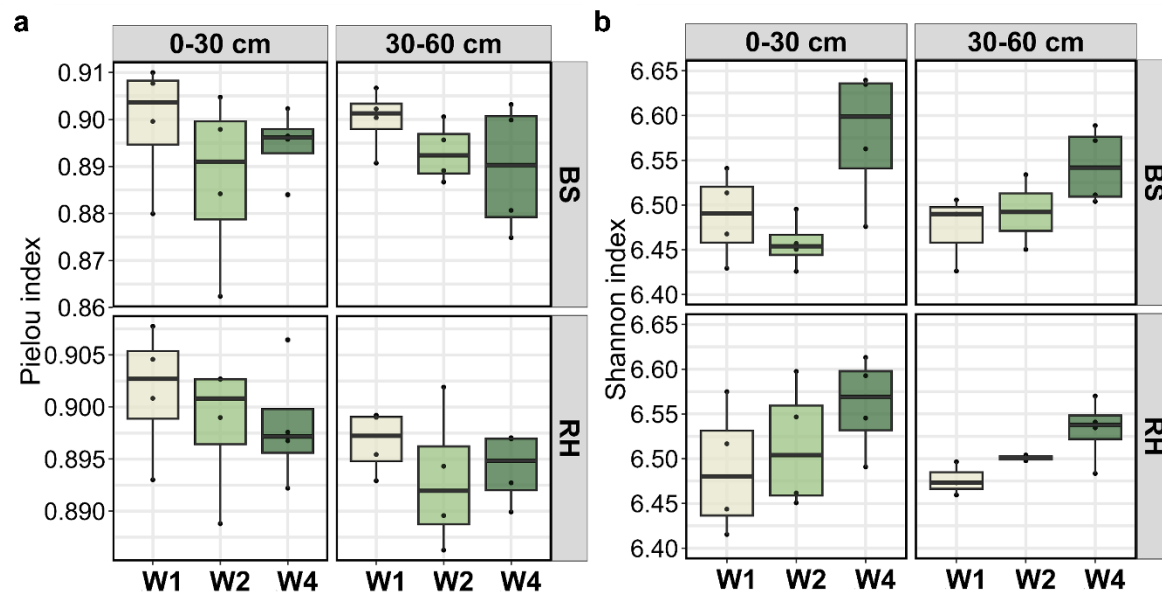 a
0-30 cm
30-60 cm
Pielou index
0.91
0.90
0.89
0.88
0.87
0.86
BS
0.905
0.900
0.895
0.890
RH
W1 W2 W4
W1 W2 W4
b
0-30 cm
30-60 cm
Shannon index
6.65
6.60
6.55
6.50
6.45
6.40
BS
6.65
6.60
6.55
6.50
6.45
6.40
RH
W1 W2 W4
W1 W2 W4